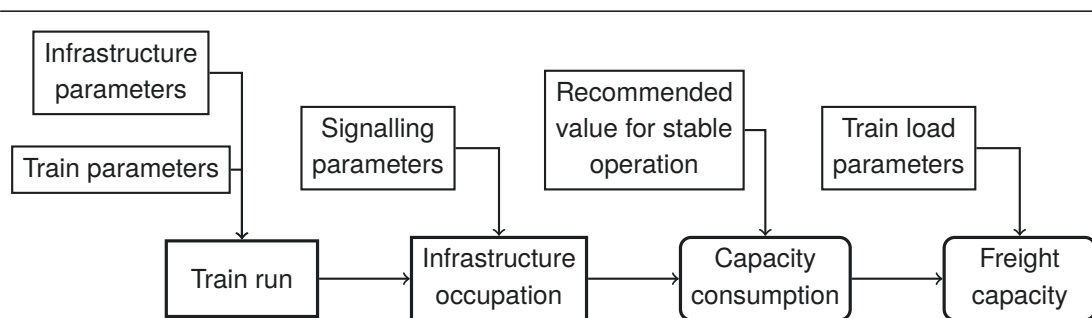 Infrastructure
parameters
Train parameters
Signalling
parameters
Recommended
value for stable
operation
Train load
parameters
Train run
Infrastructure
occupation
Capacity
consumption
Freight
capacity